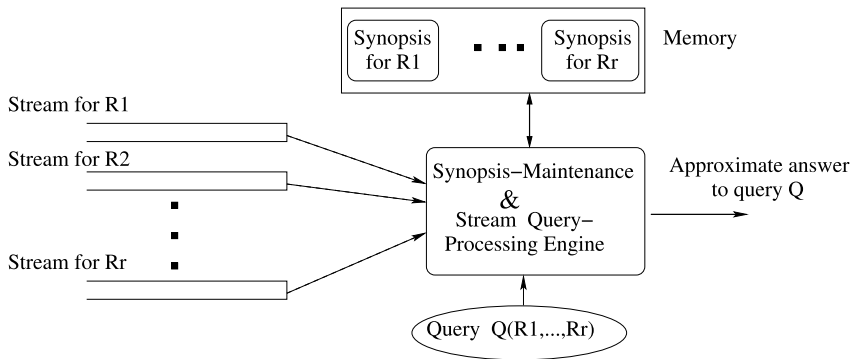 Synopsis
for R1
Synopsis
for Rr
Memory
Stream for R1
Stream for R2
Stream for Rr
Synopsis−Maintenance
&
Stream Query−
Processing Engine
Approximate answer
to query Q
Query Q(R1,...,Rr)